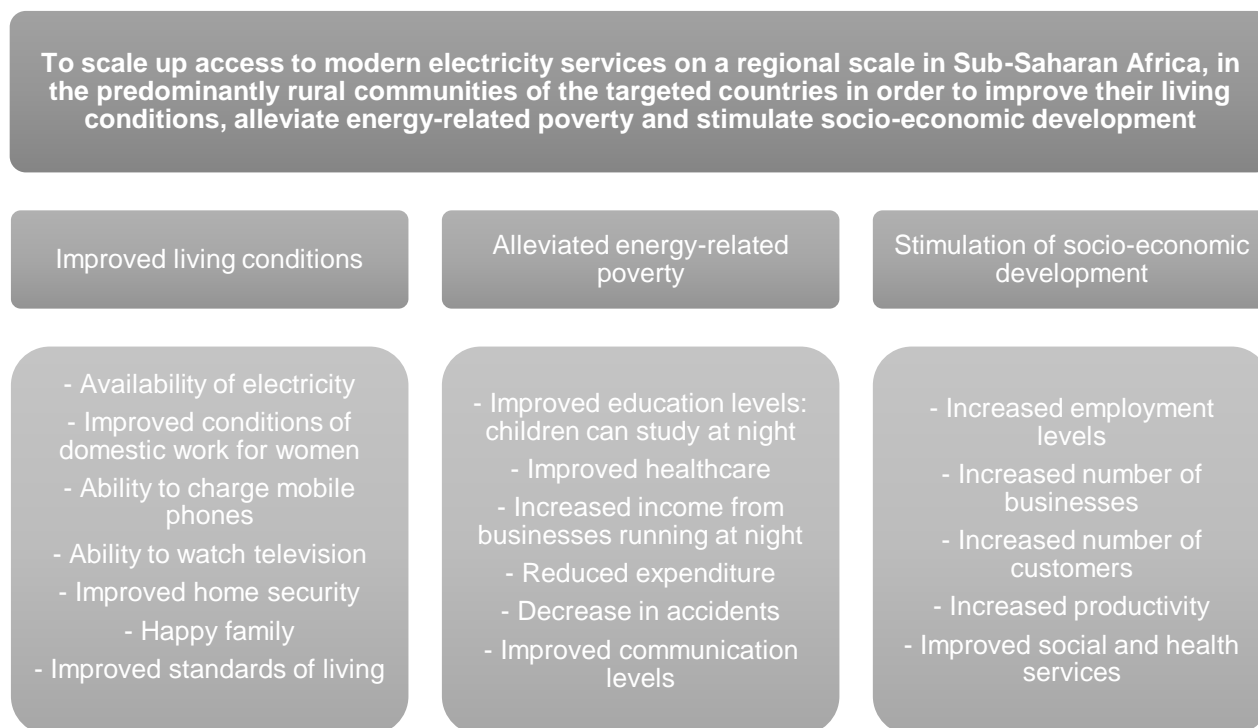 To scale up access to modern electricity services on a regional scale in Sub-Saharan Africa, in
the predominantly rural communities of the targeted countries in order to improve their living
conditions, alleviate energy-related poverty and stimulate socio-economic development
Improved living conditions
- Availability of electricity
- Improved conditions of
domestic work for women
- Ability to charge mobile
phones
- Ability to watch television
- Improved home security
- Happy family
- Improved standards of living
Alleviated energy-related
poverty
- Improved education levels:
children can study at night
- Improved healthcare
- Increased income from
businesses running at night
- Reduced expenditure
- Decrease in accidents
- Improved communication
levels
Stimulation of socio-economic
development
- Increased employment
levels
- Increased number of
businesses
- Increased number of
customers
- Increased productivity
- Improved social and health
services